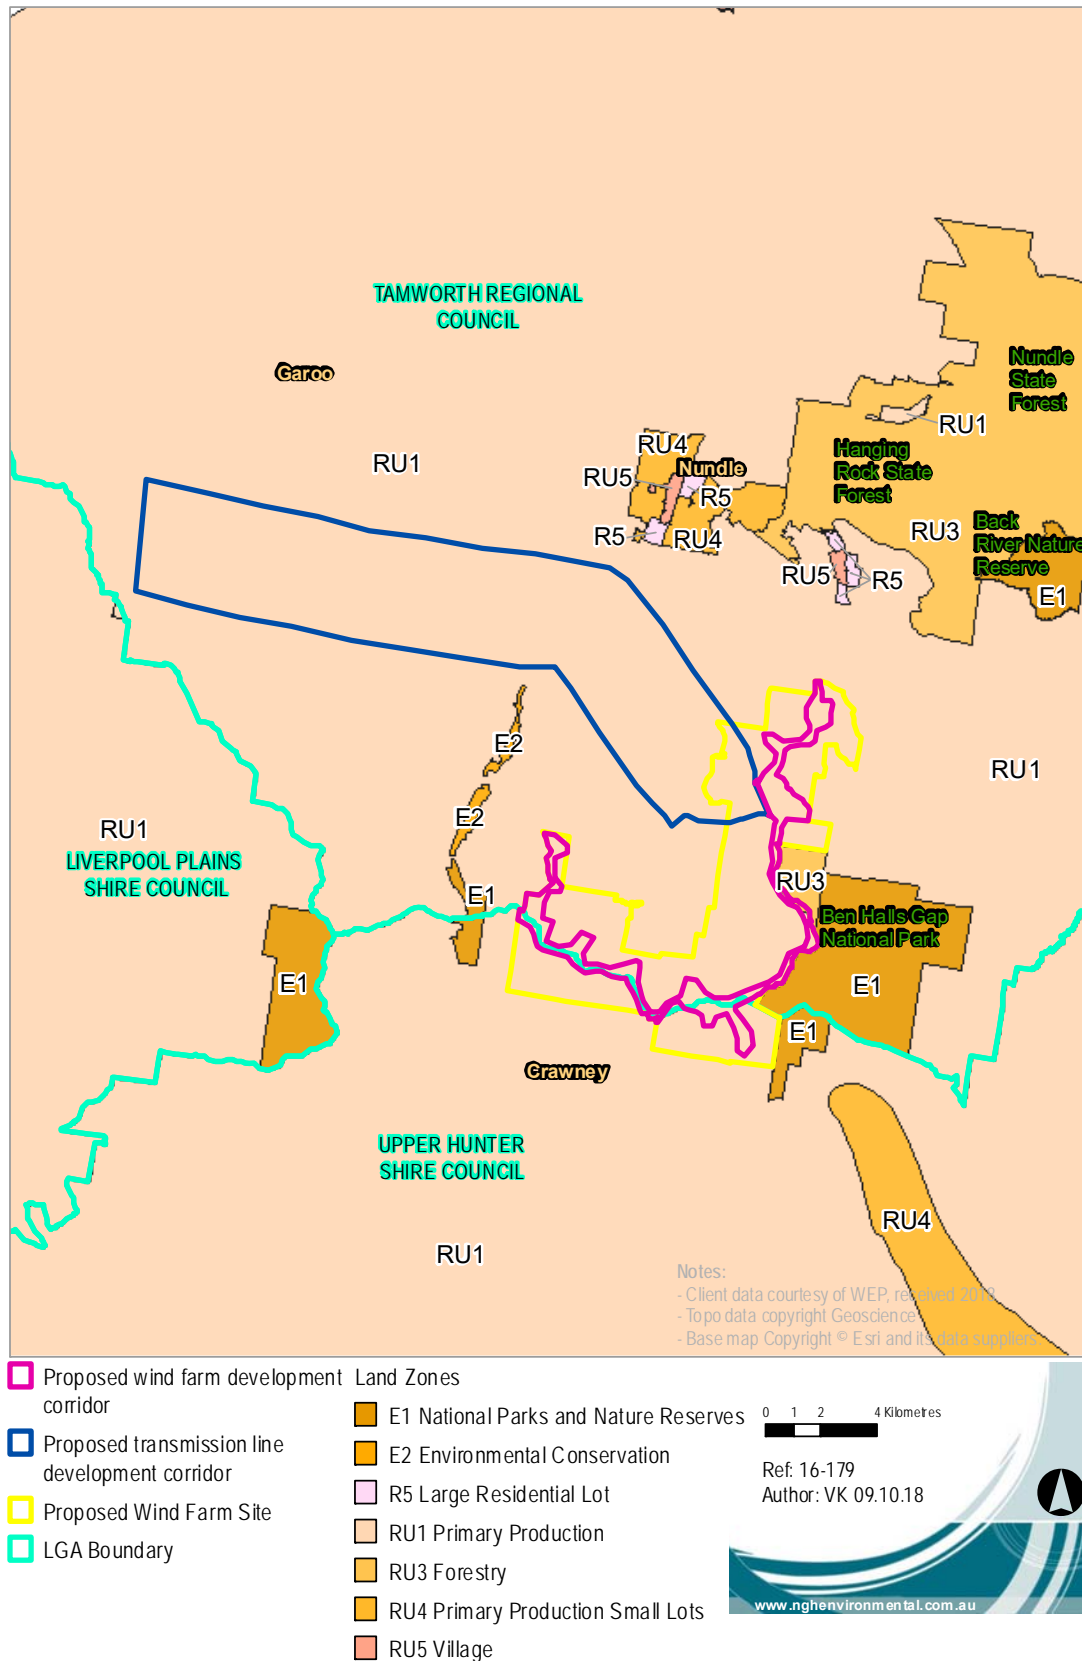 TAMWORTH REGIONAL
COUNCIL
Garoo
Nundle
State
Forest
RU1
RU4
Hanging
Rock State
Forest
RU1
Nundle
RU5
R5
Back
River Nature
Reserve
RU3
R5
RU4
RU5
R5
E1
E2
RU1
E2
RU1
LIVERPOOL PLAINS
SHIRE COUNCIL
RU3
E1
Ben Halls Gap
National Park
E1
E1
E1
Crawney
UPPER HUNTER
SHIRE COUNCIL
RU4
RU1
Notes:
- Client data courtesy of WEP, received 2018
- Topo data copyright Geoscience
- Base map Copyright © Esri and its data suppliers
Proposed wind farm development
corridor
Proposed transmission line
development corridor
Proposed Wind Farm Site
LGA Boundary
Land Zones
E1 National Parks and Nature Reserves
E2 Environmental Conservation
R5 Large Residential Lot
RU1 Primary Production
RU3 Forestry
RU4 Primary Production Small Lots
RU5 Village
0 1 2 4 Kilometres
Ref: 16-179
Author: VK 09.10.18
www.nghenvironmental.com.au